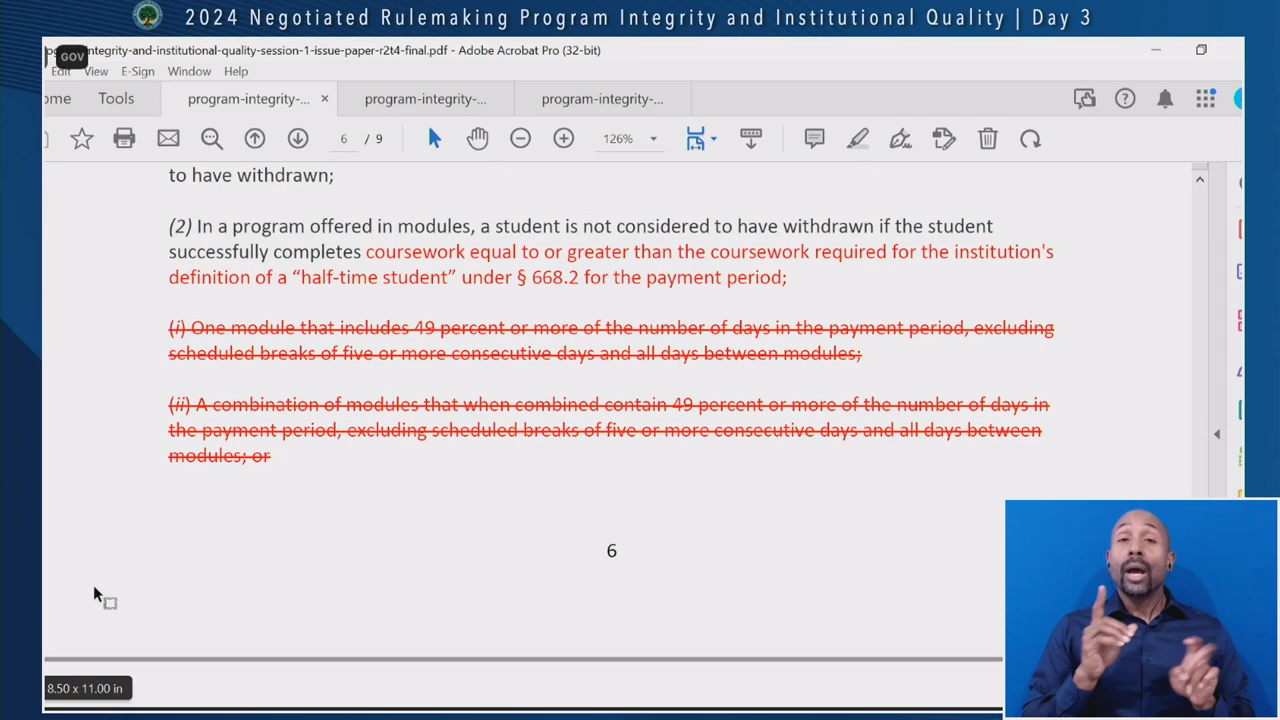 2024 Negotiated Rulemaking Program Integrity and Institutional Quality | Day 3
GOV
ntegrity-and-institutional-quality-session-1-issue-paper-r2t4-final.pdf - Adobe Acrobat Pro (32-bit)
Edit View E-Sign Window Help
ome Tools program-integrity-... × program-integrity-... program-integrity-...
6 / 9 126%
to have withdrawn;
(2) In a program offered in modules, a student is not considered to have withdrawn if the student
successfully completes coursework equal to or greater than the coursework required for the institution's
definition of a “half-time student” under § 668.2 for the payment period;
(i) One module that includes 49 percent or more of the number of days in the payment period, excluding
scheduled breaks of five or more consecutive days and all days between modules;
(ii) A combination of modules that when combined contain 49 percent or more of the number of days in
the payment period, excluding scheduled breaks of five or more consecutive days and all days between
modules; or
6
8.50 x 11.00 in